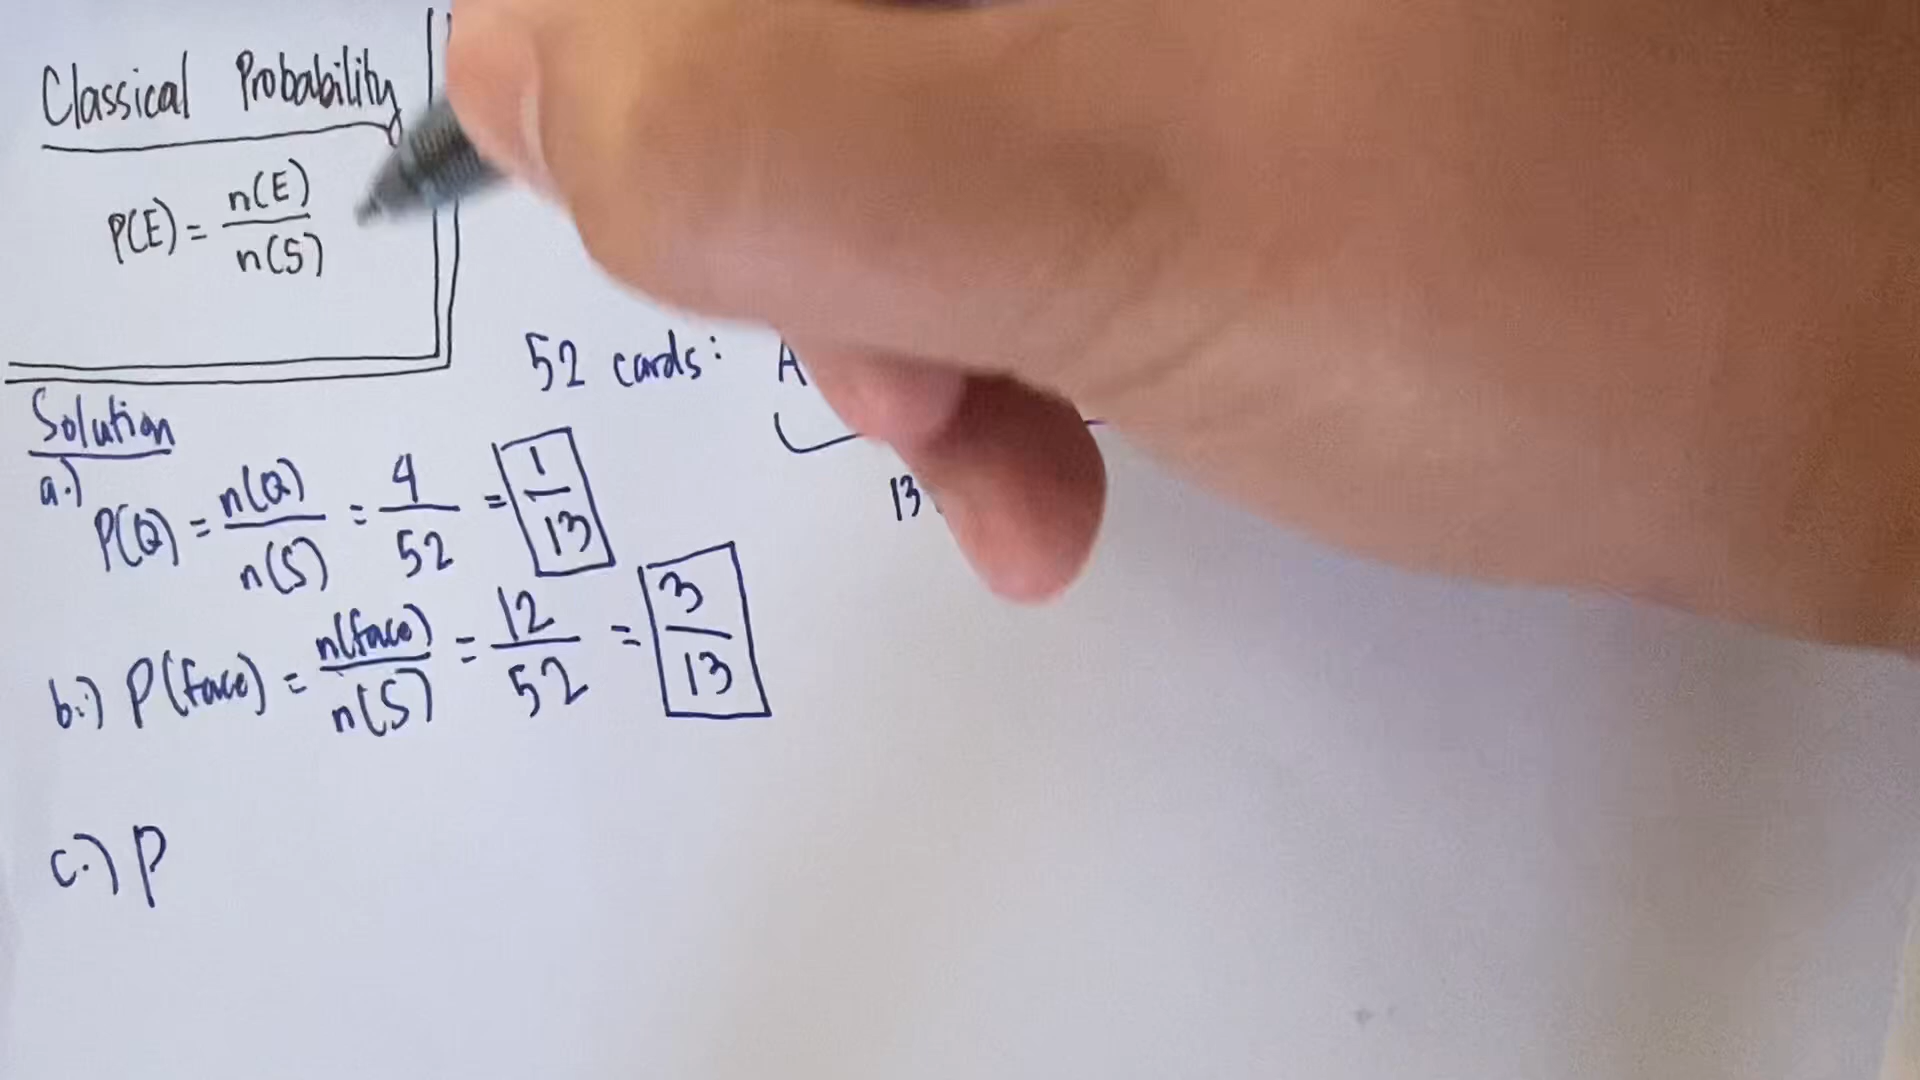 Classical Probability
P(E) = n(E) / n(S)
52 cards: A
13
Solution
a.) P(Q) = n(Q) / n(S) = 4 / 52 = 1 / 13
b.) P(face) = n(face) / n(S) = 12 / 52 = 3 / 13
c.) P